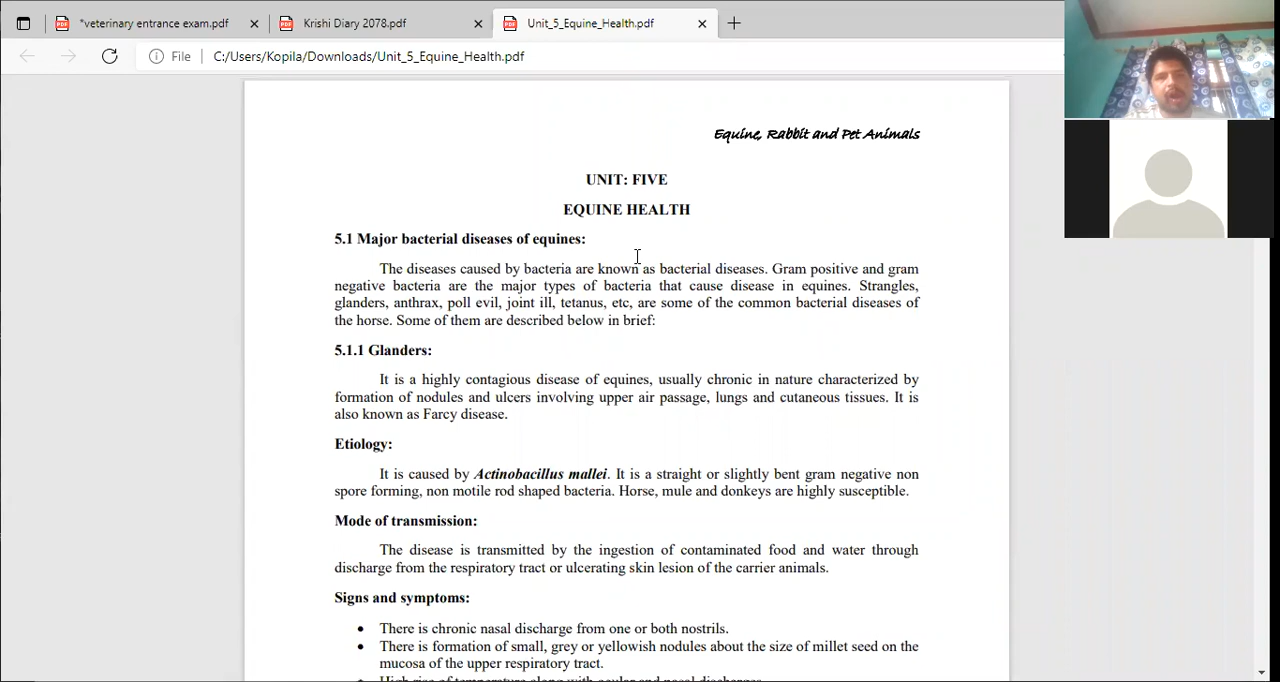 *veterinary entrance exam.pdf
Krishi Diary 2078.pdf
Unit_5_Equine_Health.pdf
File
C:/Users/Kopila/Downloads/Unit_5_Equine_Health.pdf
Equine, Rabbit and Pet Animals
UNIT: FIVE
EQUINE HEALTH
5.1 Major bacterial diseases of equines:
The diseases caused by bacteria are known as bacterial diseases. Gram positive and gram
negative bacteria are the major types of bacteria that cause disease in equines. Strangles,
glanders, anthrax, poll evil, joint ill, tetanus, etc, are some of the common bacterial diseases of
the horse. Some of them are described below in brief:
5.1.1 Glanders:
It is a highly contagious disease of equines, usually chronic in nature characterized by
formation of nodules and ulcers involving upper air passage, lungs and cutaneous tissues. It is
also known as Farcy disease.
Etiology:
It is caused by Actinobacillus mallei. It is a straight or slightly bent gram negative non
spore forming, non motile rod shaped bacteria. Horse, mule and donkeys are highly susceptible.
Mode of transmission:
The disease is transmitted by the ingestion of contaminated food and water through
discharge from the respiratory tract or ulcerating skin lesion of the carrier animals.
Signs and symptoms:
• There is chronic nasal discharge from one or both nostrils.
• There is formation of small, grey or yellowish nodules about the size of millet seed on the
mucosa of the upper respiratory tract.
• High rise of temperature along with ocular and nasal discharges.